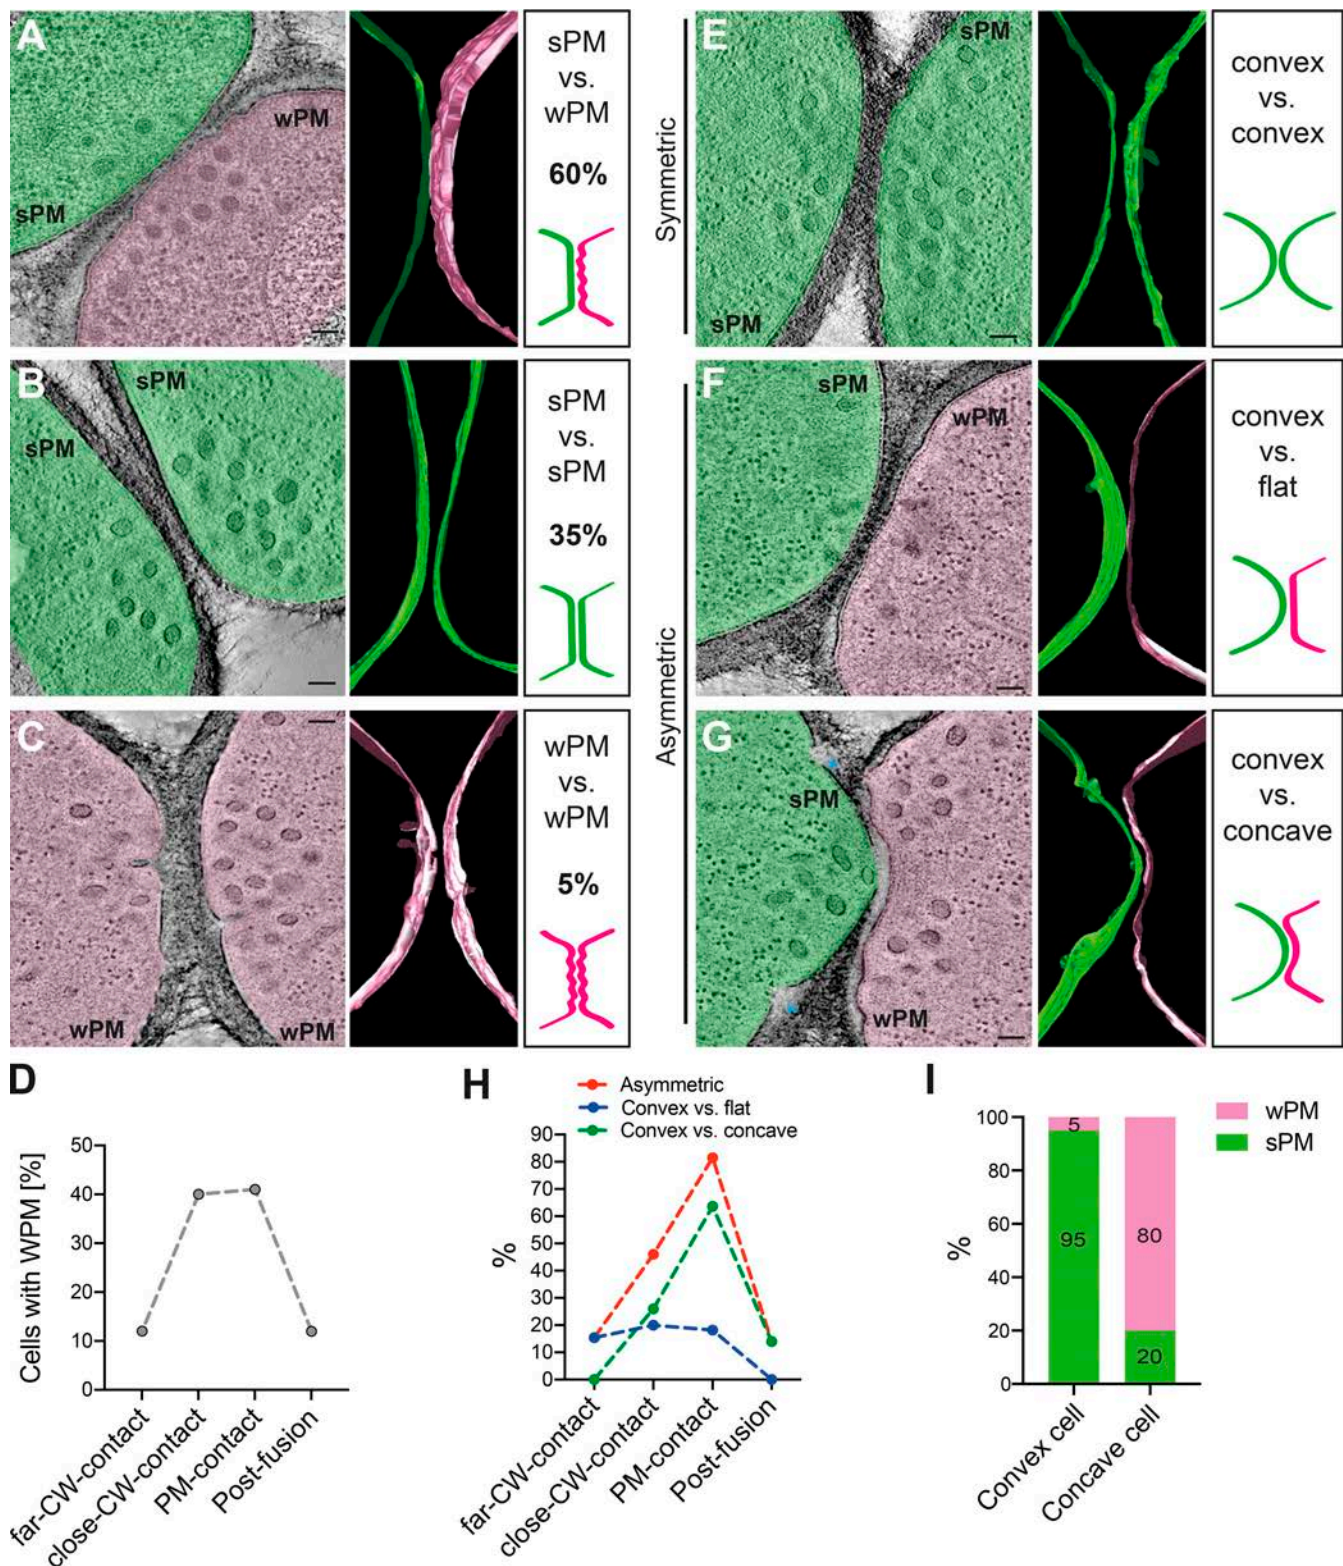 A
sPM
wPM
sPM
vs.
wPM
60%
B
sPM
sPM
sPM
vs.
sPM
35%
C
wPM
wPM
wPM
vs.
wPM
5%
Symmetric
E
sPM
sPM
convex
vs.
convex
Asymmetric
F
sPM
wPM
convex
vs.
flat
G
sPM
wPM
convex
vs.
concave
D
Cells with WPM [%]
50
40
30
20
10
0
far-CW-contact
close-CW-contact
PM-contact
Post-fusion
H
Asymmetric
Convex vs. flat
Convex vs. concave
%
90
80
70
60
50
40
30
20
10
0
far-CW-contact
close-CW-contact
PM-contact
Post-fusion
I
wPM
sPM
%
100
80
60
40
20
0
5
95
80
20
Convex cell
Concave cell